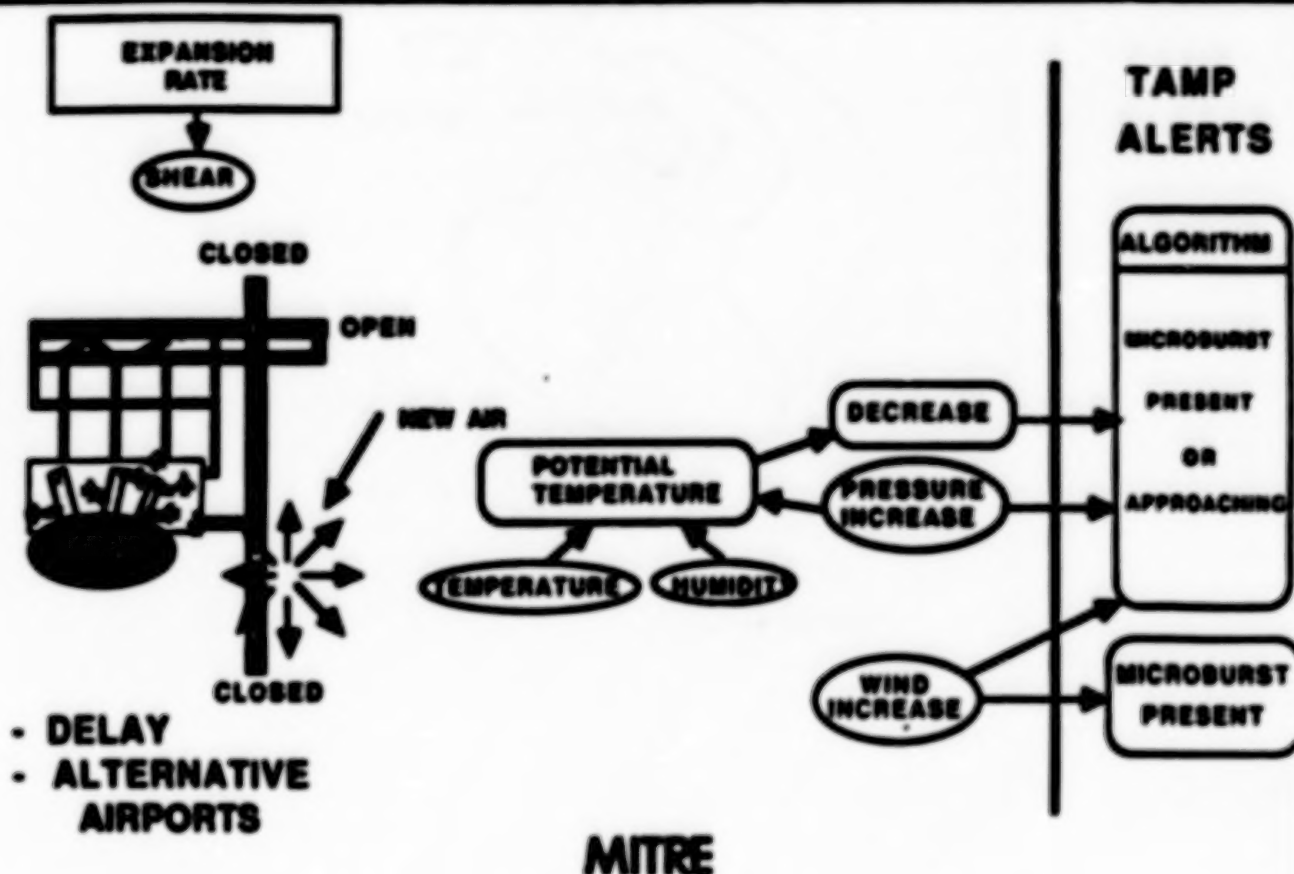 EXPANSION
RATE
SHEAR
CLOSED
OPEN
NEW AIR
CLOSED
- DELAY
- ALTERNATIVE
AIRPORTS
POTENTIAL
TEMPERATURE
TEMPERATURE
HUMIDIT
DECREASE
PRESSURE
INCREASE
WIND
INCREASE
TAMP
ALERTS
ALGORITHM
MICROBURST
PRESENT
OR
APPROACHING
MICROBURST
PRESENT
MITRE